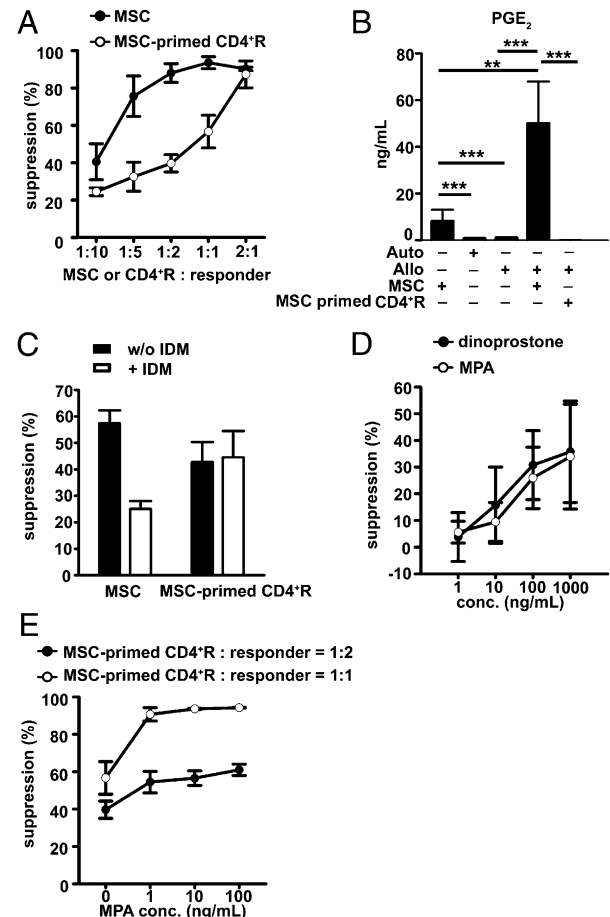 A
MSC
MSC-primed CD4⁺R
suppression (%)
100
80
60
40
20
0
1:10 1:5 1:2 1:1 2:1
MSC or CD4⁺R : responder
B
PGE₂
***
***
**
***
***
ng/mL
80
60
40
20
0
Auto – + – – –
Allo – – + + +
MSC + – – + –
MSC primed CD4⁺R – – – – +
C
w/o IDM
+ IDM
suppression (%)
70
60
50
40
30
20
10
0
MSC MSC-primed CD4⁺R
D
dinoprostone
MPA
suppression (%)
60
50
40
30
20
10
0
-10
1 10 100 1000
conc. (ng/mL)
E
MSC-primed CD4⁺R : responder = 1:2
MSC-primed CD4⁺R : responder = 1:1
suppression (%)
100
80
60
40
20
0
0 1 10 100
MPA conc. (ng/mL)